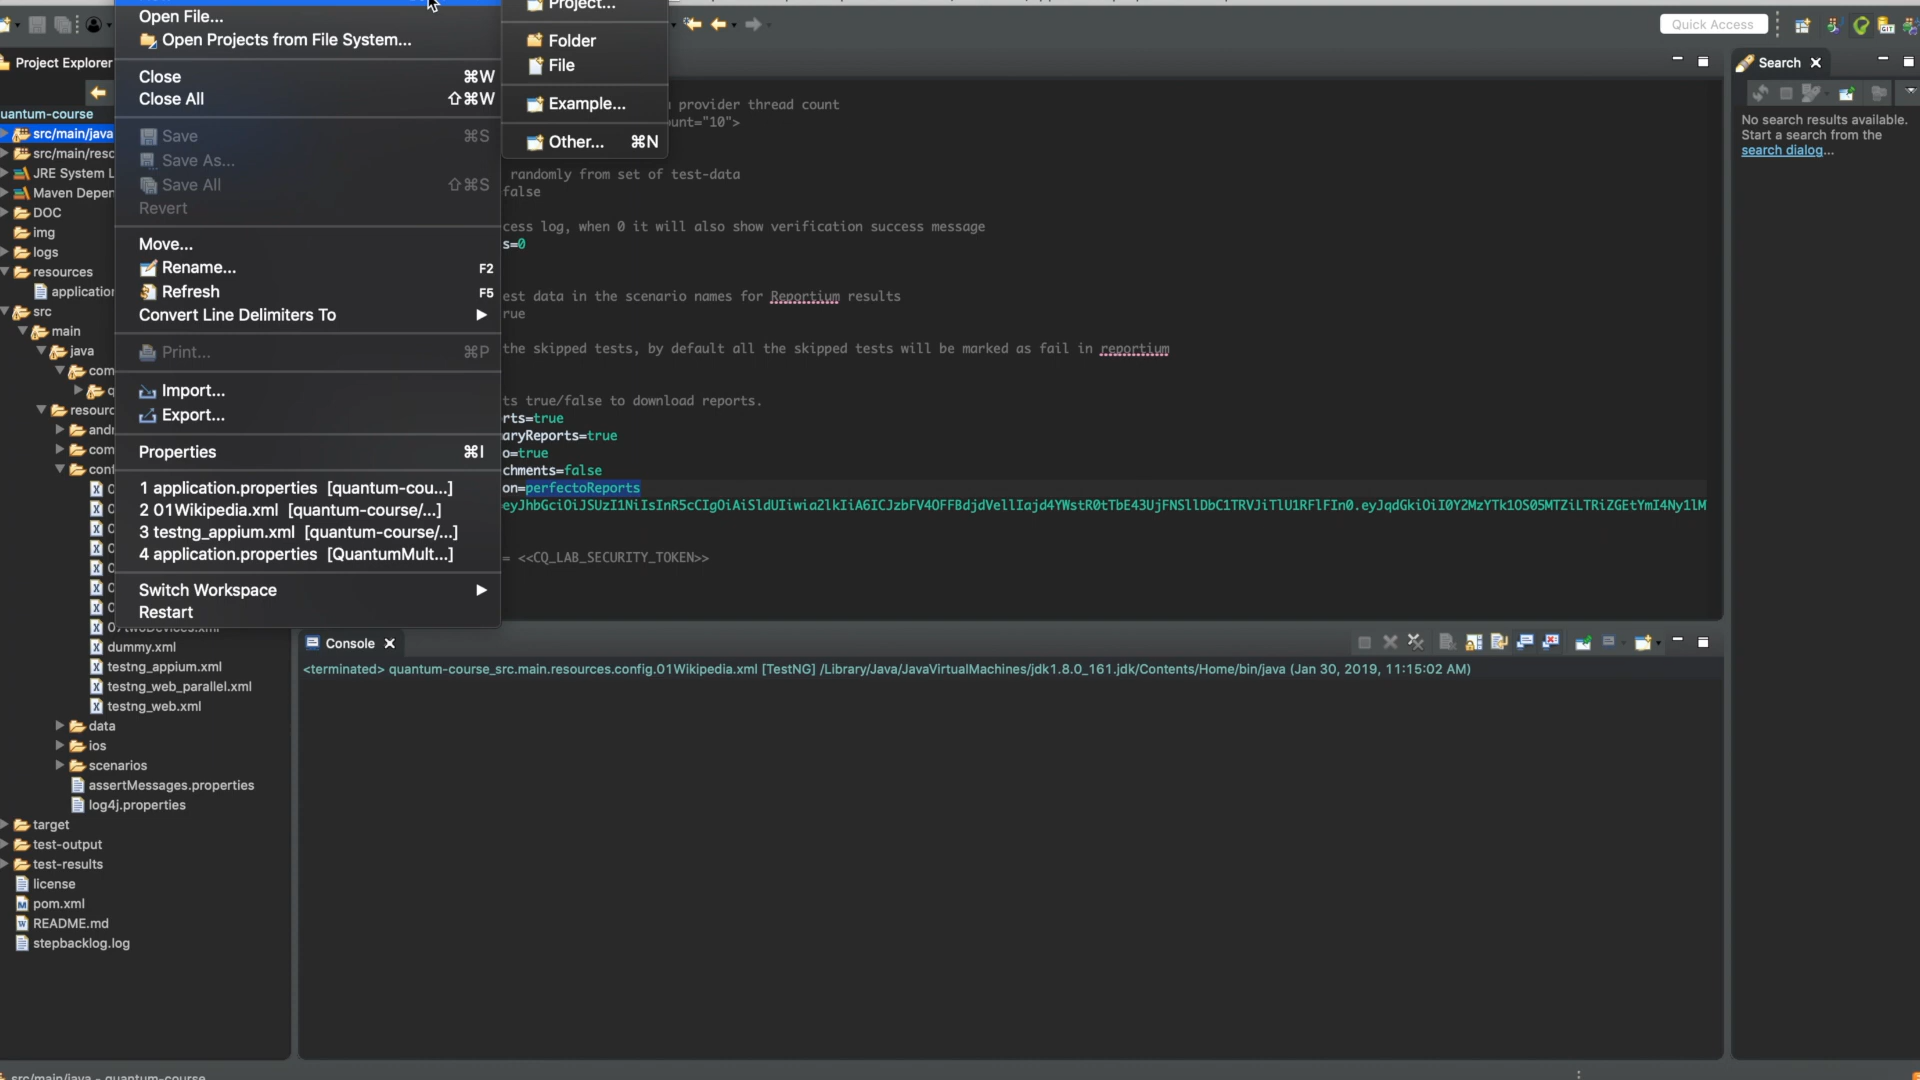 Project...
Open File...
Quick Access
Open Projects from File System...
Folder
Project Explorer
File
Search
Close ⌘W
Close All ⇧⌘W
Example...
provider thread count
unt="10">
uantum-course
No search results available.
Start a search from the
search dialog...
src/main/java
Save ⌘S
Other... ⌘N
src/main/resc
Save As...
JRE System L
randomly from set of test-data
Save All ⇧⌘S
false
Maven Deper
Revert
DOC
img
cess log, when 0 it will also show verification success message
s=0
Move...
logs
Rename... F2
resources
Refresh F5
application
est data in the scenario names for Reportium results
rue
Convert Line Delimiters To
src
main
java
Print... ⌘P
the skipped tests, by default all the skipped tests will be marked as fail in reportium
com
q
Import...
resourc
ts true/false to download reports.
Export...
rts=true
andr
aryReports=true
com
Properties ⌘I
o=true
conf
chments=false
1 application.properties [quantum-cou...]
on=perfectoReports
2 01Wikipedia.xml [quantum-course/...]
eyJhbGciOiJSUzI1NiIsInR5cCIgOiAiSldUIiwia2lkIiA6ICJzbFV4OFFBdjdVellIajd4YWstR0tTbE43UjFNSllDbC1TRVJiTlU1RFlFIn0.eyJqdGkiOiI0Y2MzYTk1OS05MTZiLTRiZGEtYmI4Ny1lM
3 testng_appium.xml [quantum-course/...]
4 application.properties [QuantumMult...]
= <<CQ_LAB_SECURITY_TOKEN>>
Switch Workspace
Restart
07twoDevices.xml
dummy.xml
testng_appium.xml
testng_web_parallel.xml
testng_web.xml
data
ios
scenarios
assertMessages.properties
log4j.properties
target
test-output
test-results
license
pom.xml
README.md
stepbacklog.log
Console
<terminated> quantum-course_src.main.resources.config.01Wikipedia.xml [TestNG] /Library/Java/JavaVirtualMachines/jdk1.8.0_161.jdk/Contents/Home/bin/java (Jan 30, 2019, 11:15:02 AM)
src/main/java - quantum-course